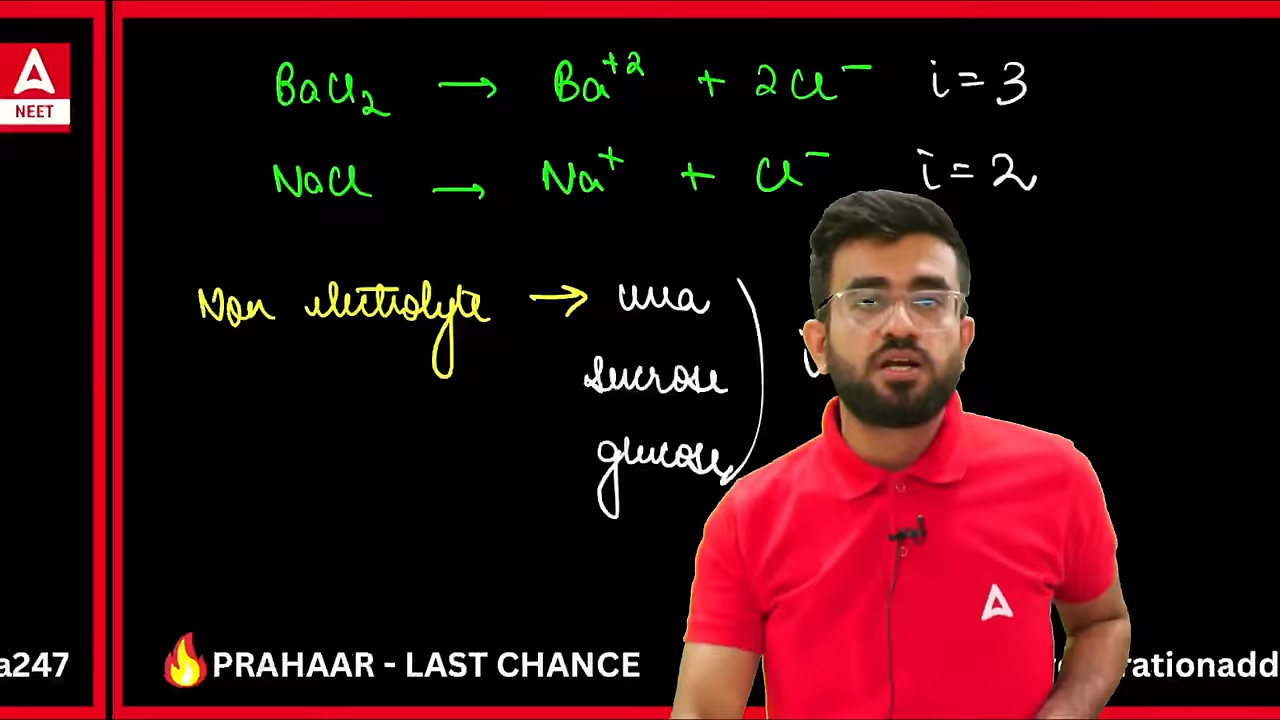 BaCl2 → Ba+2 + 2Cl− i = 3
NaCl → Na+ + Cl− i = 2
NEET
Non electrolyte → urea
sucrose
glucose
a247
PRAHAAR - LAST CHANCE
rationadd